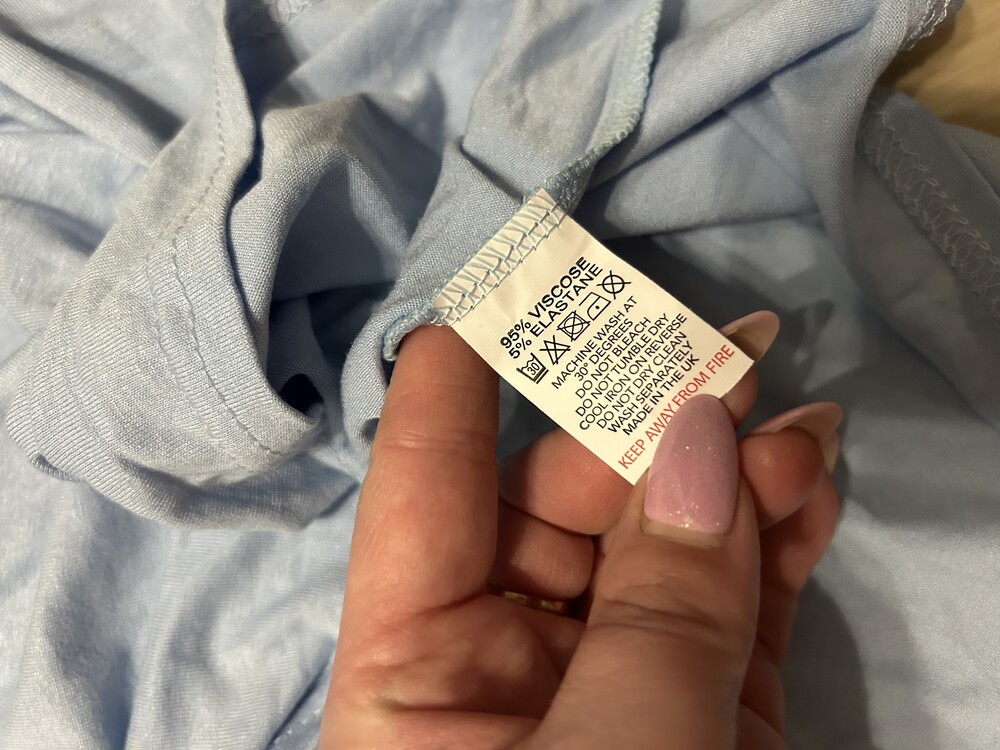 95% VISCOSE
5% ELASTANE
30
MACHINE WASH AT
30° DEGREES
DO NOT BLEACH
DO NOT TUMBLE DRY
COOL IRON ON REVERSE
DO NOT DRY CLEAN
WASH SEPARATELY
MADE IN THE UK
KEEP AWAY FROM FIRE